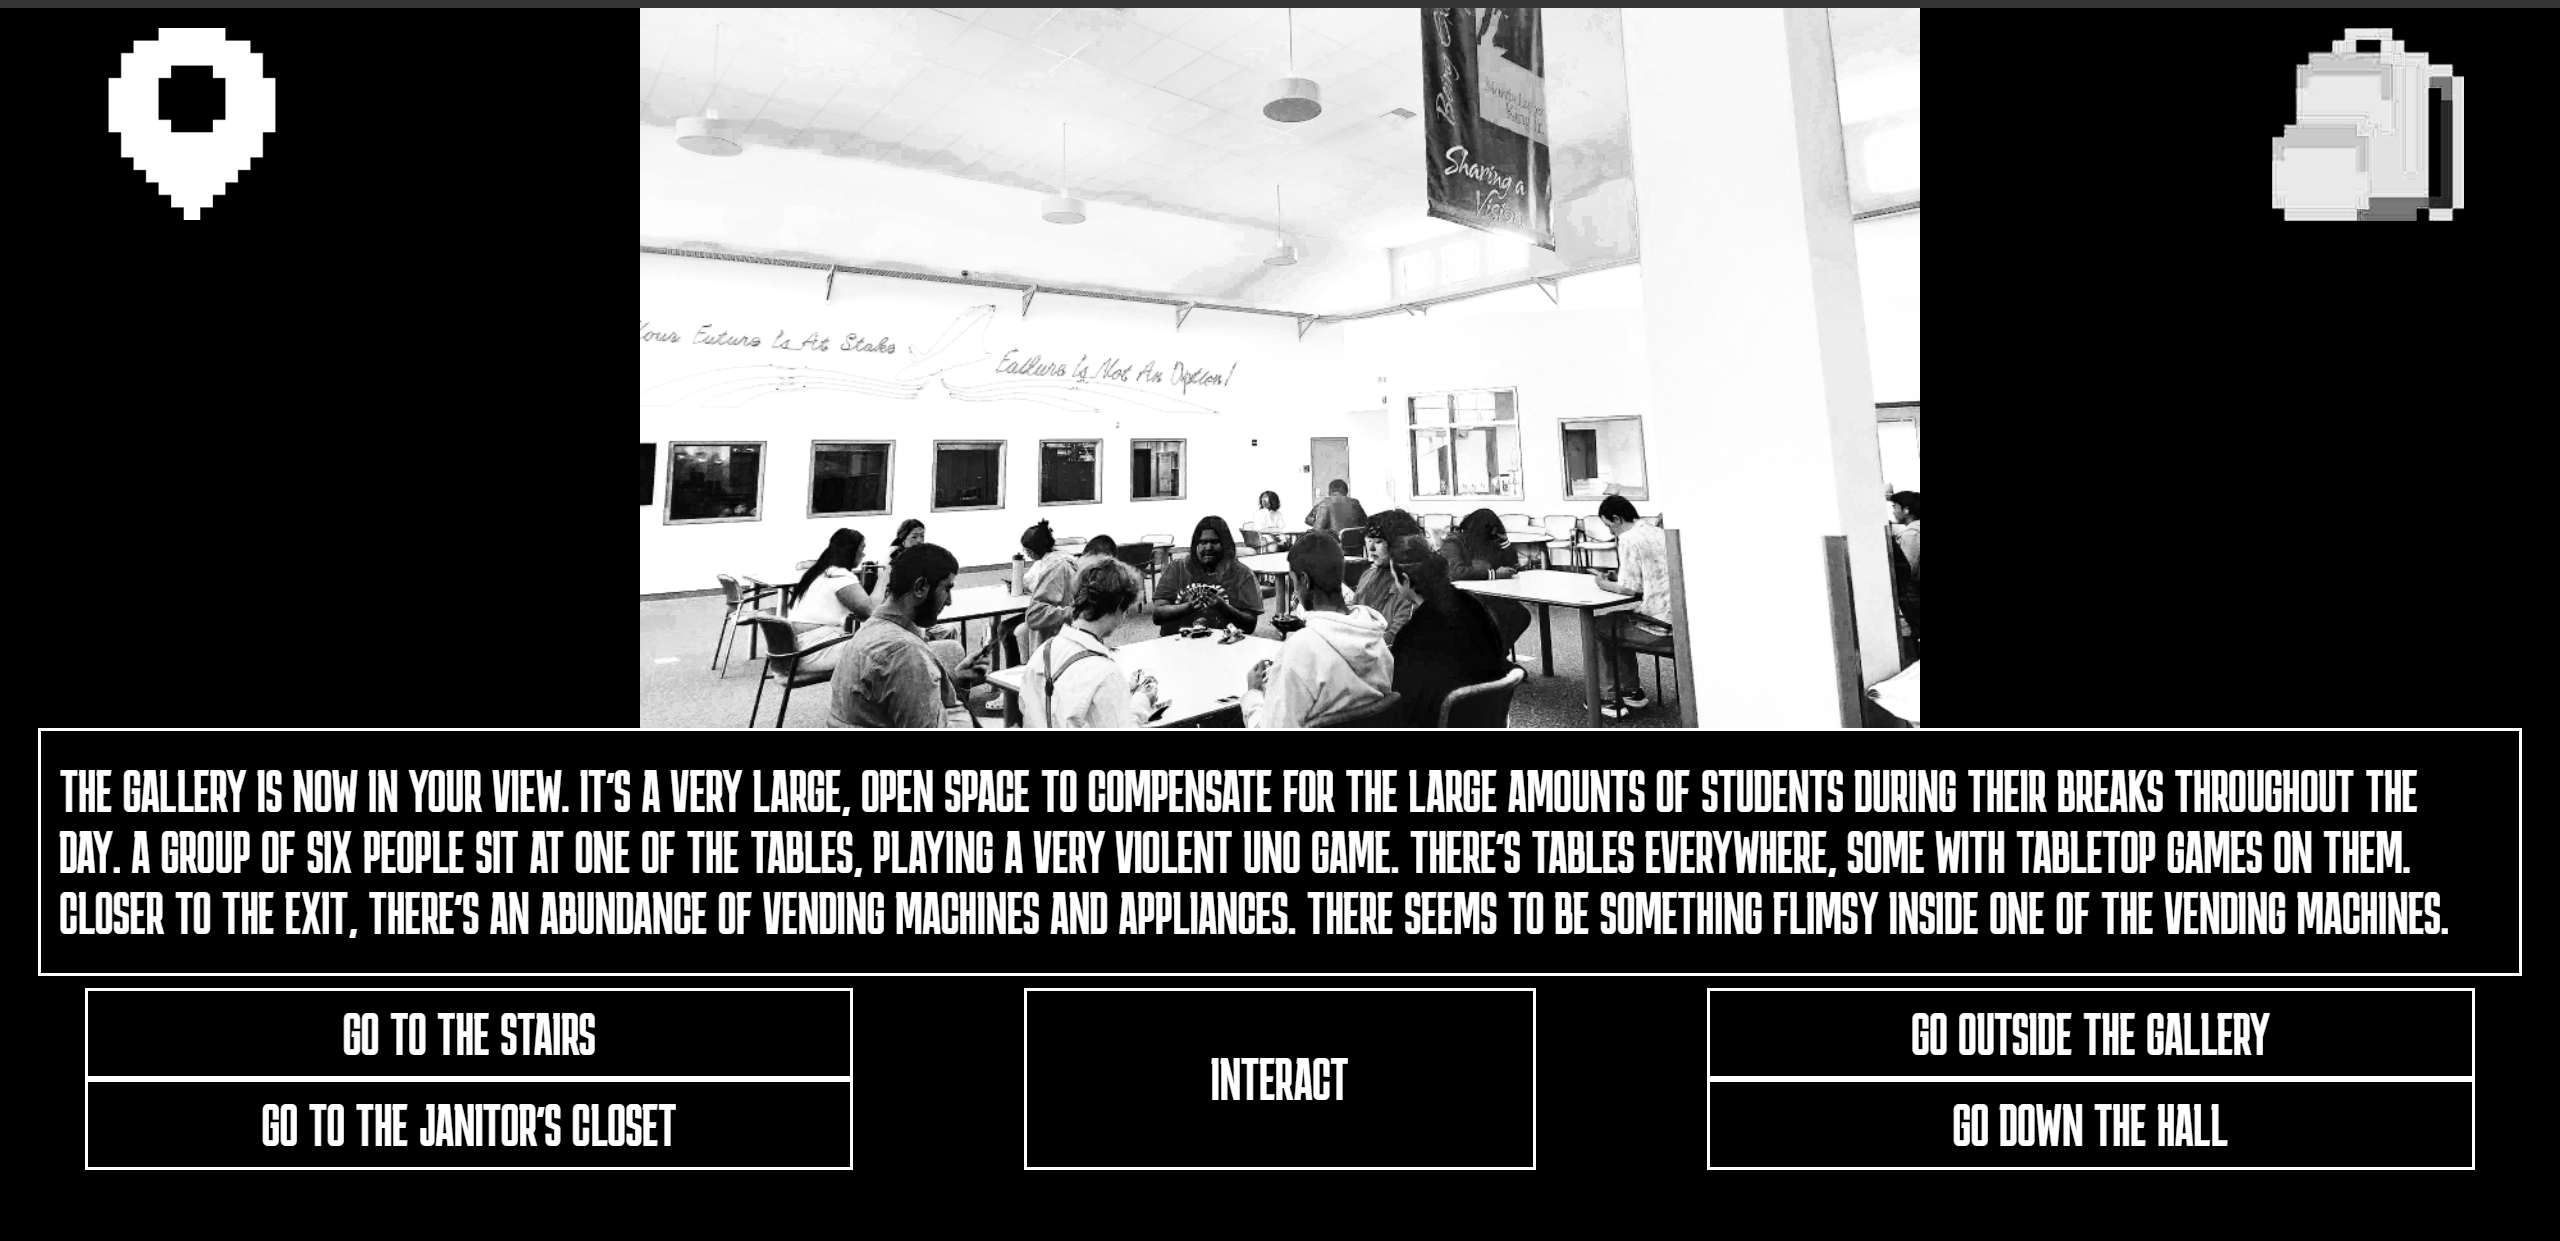 Being
Sharing a
Vision
Your Future Is At Stake
Failure Is Not An Option!
THE GALLERY IS NOW IN YOUR VIEW. IT'S A VERY LARGE, OPEN SPACE TO COMPENSATE FOR THE LARGE AMOUNTS OF STUDENTS DURING THEIR BREAKS THROUGHOUT THE
DAY. A GROUP OF SIX PEOPLE SIT AT ONE OF THE TABLES, PLAYING A VERY VIOLENT UNO GAME. THERE'S TABLES EVERYWHERE, SOME WITH TABLETOP GAMES ON THEM.
CLOSER TO THE EXIT, THERE'S AN ABUNDANCE OF VENDING MACHINES AND APPLIANCES. THERE SEEMS TO BE SOMETHING FLIMSY INSIDE ONE OF THE VENDING MACHINES.
GO TO THE STAIRS
GO TO THE JANITOR'S CLOSET
INTERACT
GO OUTSIDE THE GALLERY
GO DOWN THE HALL